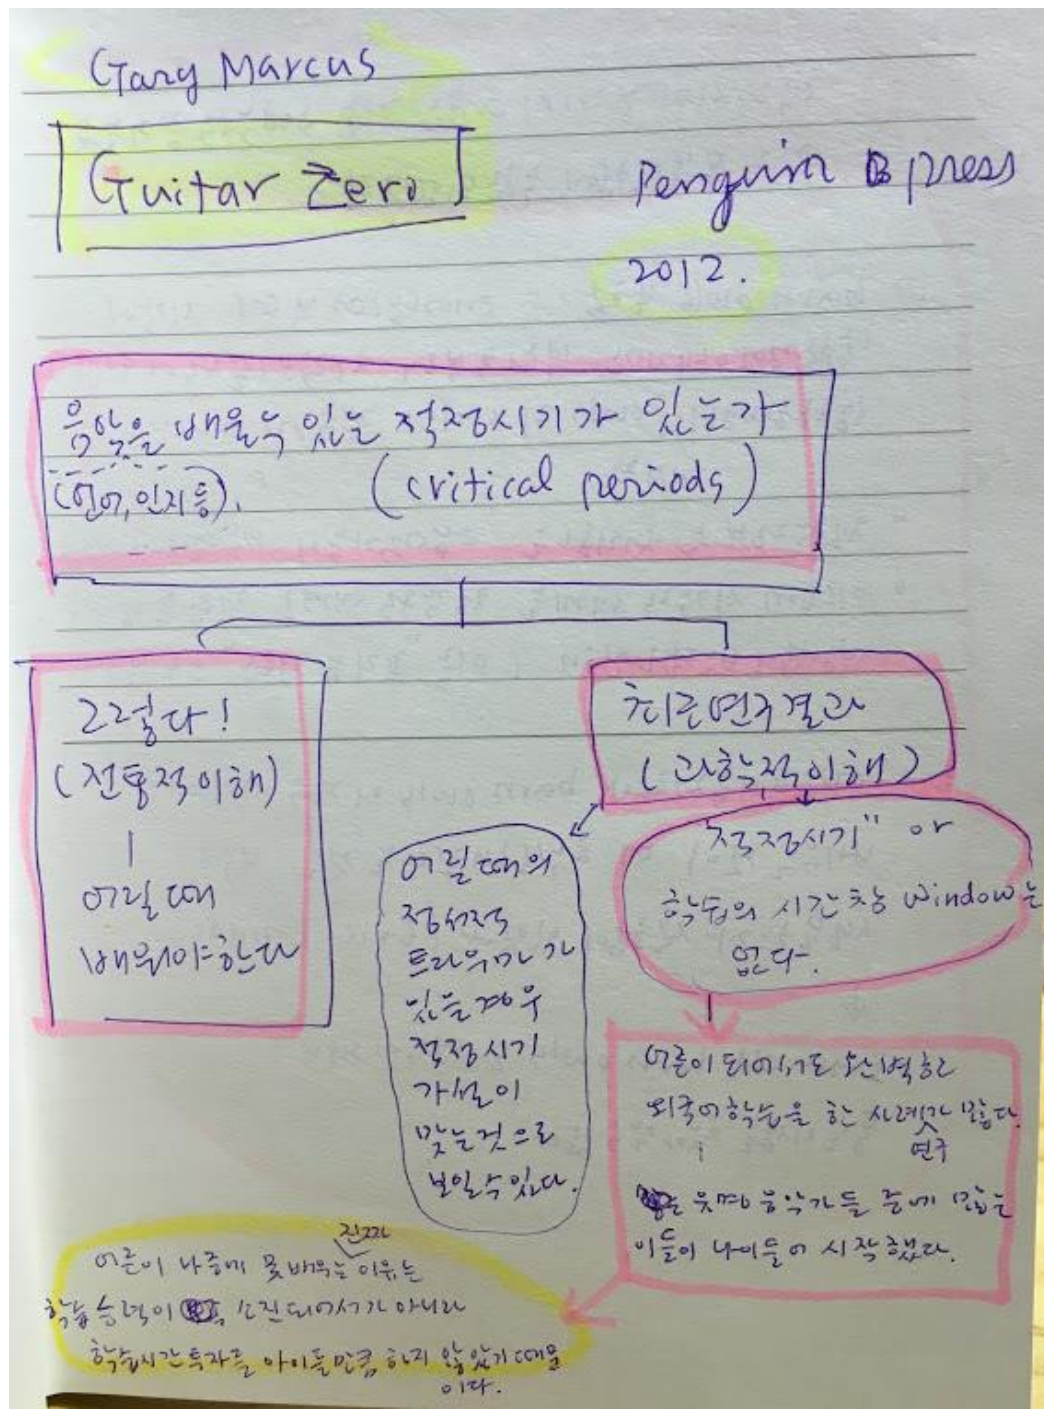 Gary Marcus
Guitar Zero
Penguin press
2012.
음악을 배울수 있는 적정시기가 있는가
(언어, 인지 등). (critical periods)
그렇다!
(전통적이해)
어릴때
배워야한다
최근연구결과
(과학적이해)
어릴때의
정서적
트라우마가
있는경우
적정시기
가설이
맞는것으로
보일수있다.
"적정시기" or
학습의 시간창 window는
없다.
어른이 되어서도 완벽한
외국어학습을 한 사례가 많다.
연구
유명 음악가들 중에 많은
이들이 나이들어 시작했다.
진짜
어른이 나중에 못배우는 이유는
학습능력이 소진되어서가 아니라
학습시간투자를 아이들만큼 하지 않았기때문
이다.